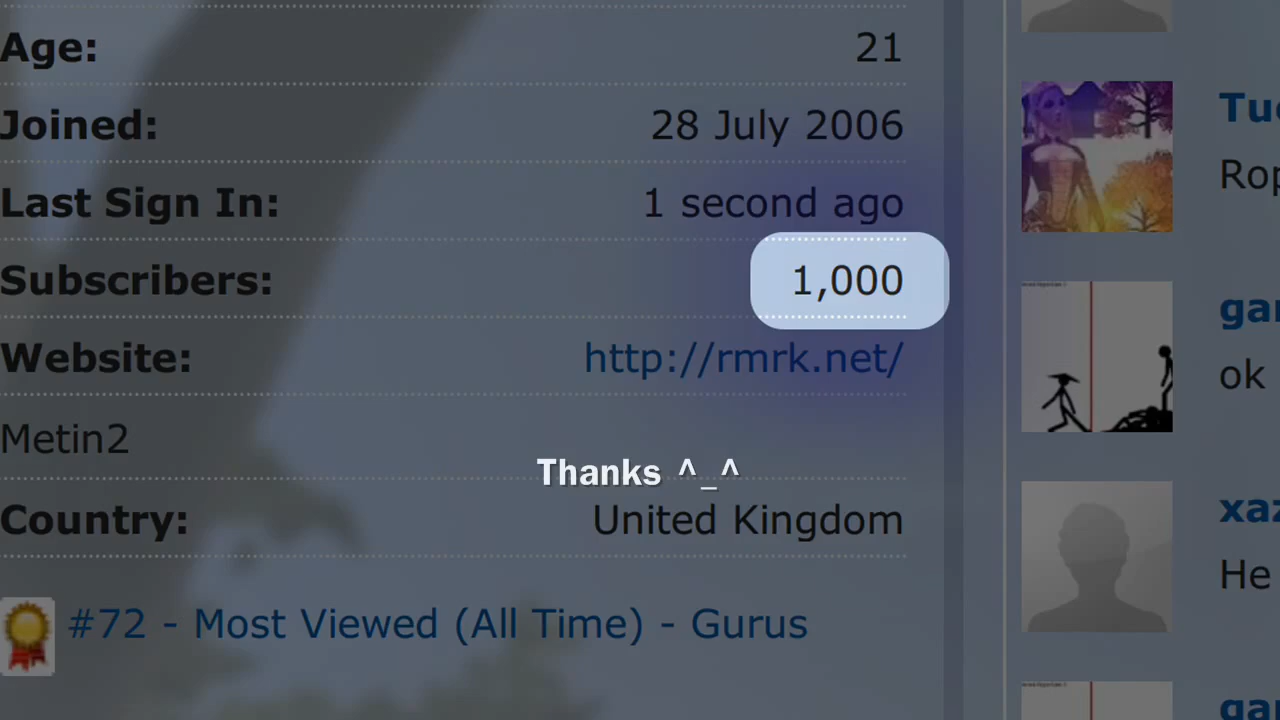 Age: 21
Joined: 28 July 2006
Last Sign In: 1 second ago
Subscribers: 1,000
Website: http://rmrk.net/
Metin2
Thanks ^_^
Country: United Kingdom
#72 - Most Viewed (All Time) - Gurus
ok
He